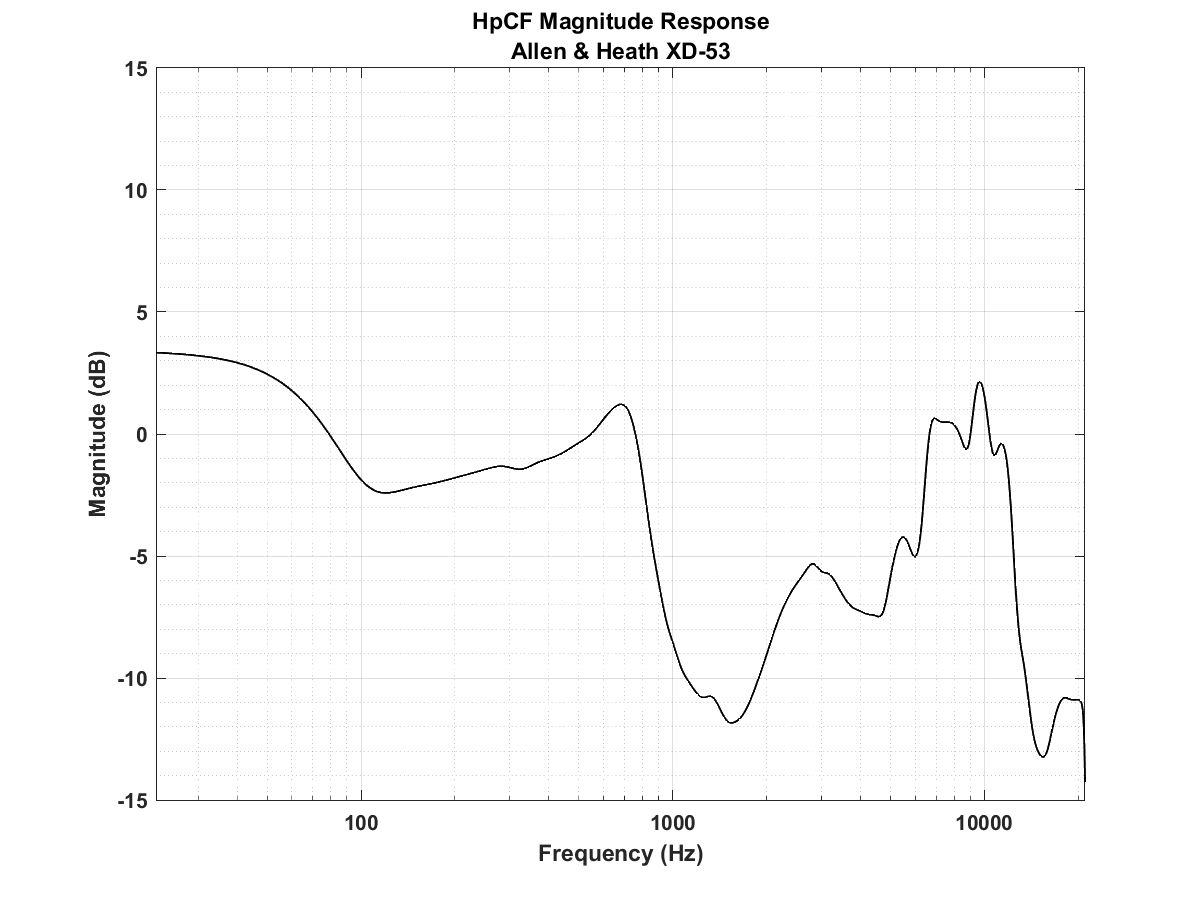 HpCF Magnitude Response
Allen & Heath XD-53
15
10
5
0
-5
-10
-15
Magnitude (dB)
100
1000
10000
Frequency (Hz)